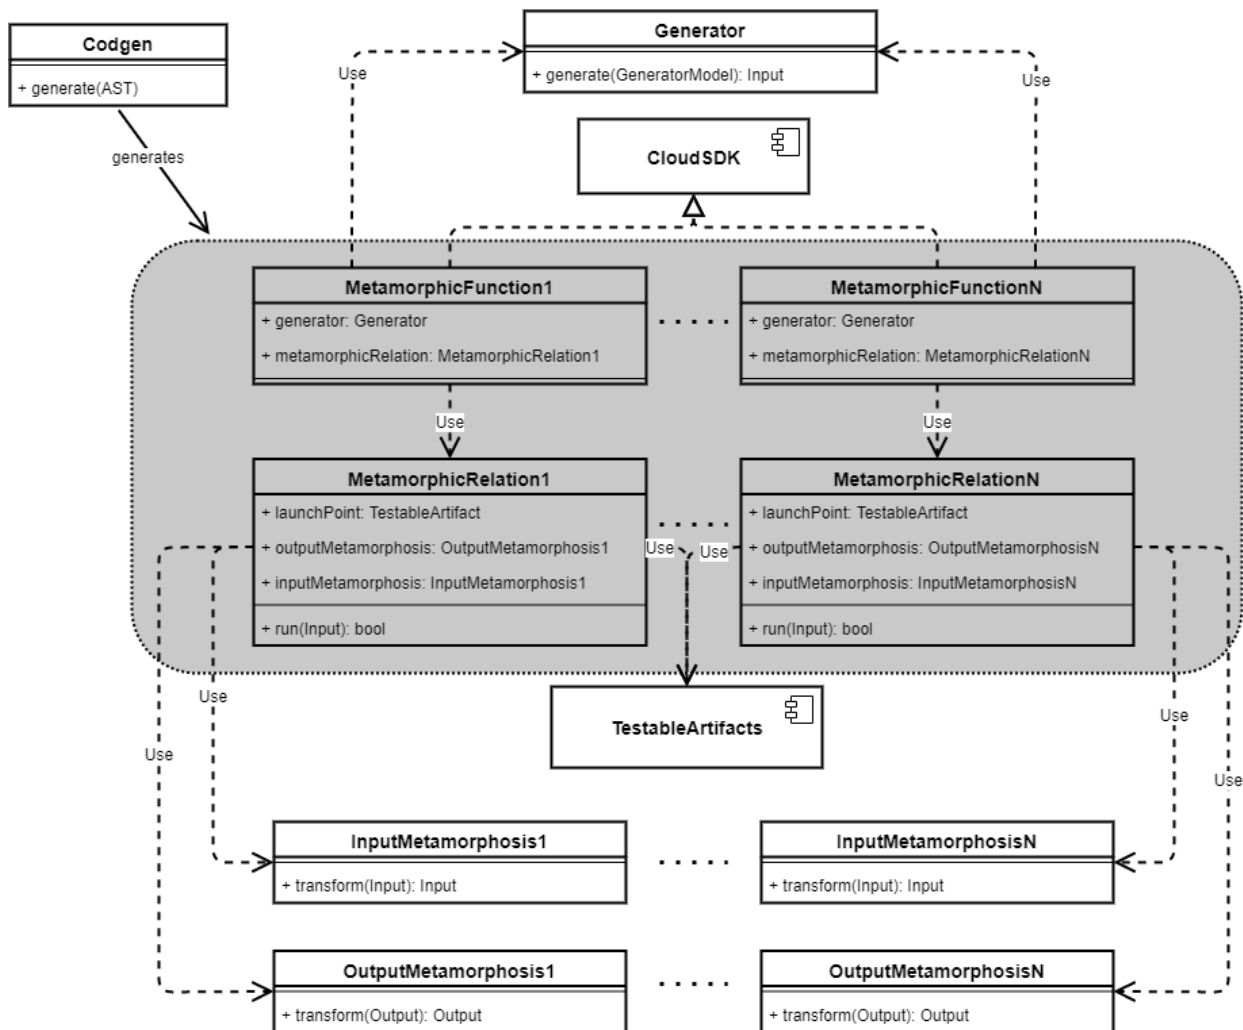 Codgen
+ generate(AST)
generates
Generator
+ generate(GeneratorModel): Input
Use
Use
CloudSDK
MetamorphicFunction1
+ generator: Generator
+ metamorphicRelation: MetamorphicRelation1
. . . . .
MetamorphicFunctionN
+ generator: Generator
+ metamorphicRelation: MetamorphicRelationN
Use
Use
MetamorphicRelation1
+ launchPoint: TestableArtifact
+ outputMetamorphosis: OutputMetamorphosis1
+ inputMetamorphosis: InputMetamorphosis1
+ run(Input): bool
. . . . .
Use
Use
MetamorphicRelationN
+ launchPoint: TestableArtifact
+ outputMetamorphosis: OutputMetamorphosisN
+ inputMetamorphosis: InputMetamorphosisN
+ run(Input): bool
Use
Use
TestableArtifacts
Use
Use
InputMetamorphosis1
+ transform(Input): Input
. . . . .
InputMetamorphosisN
+ transform(Input): Input
OutputMetamorphosis1
+ transform(Output): Output
. . . . .
OutputMetamorphosisN
+ transform(Output): Output